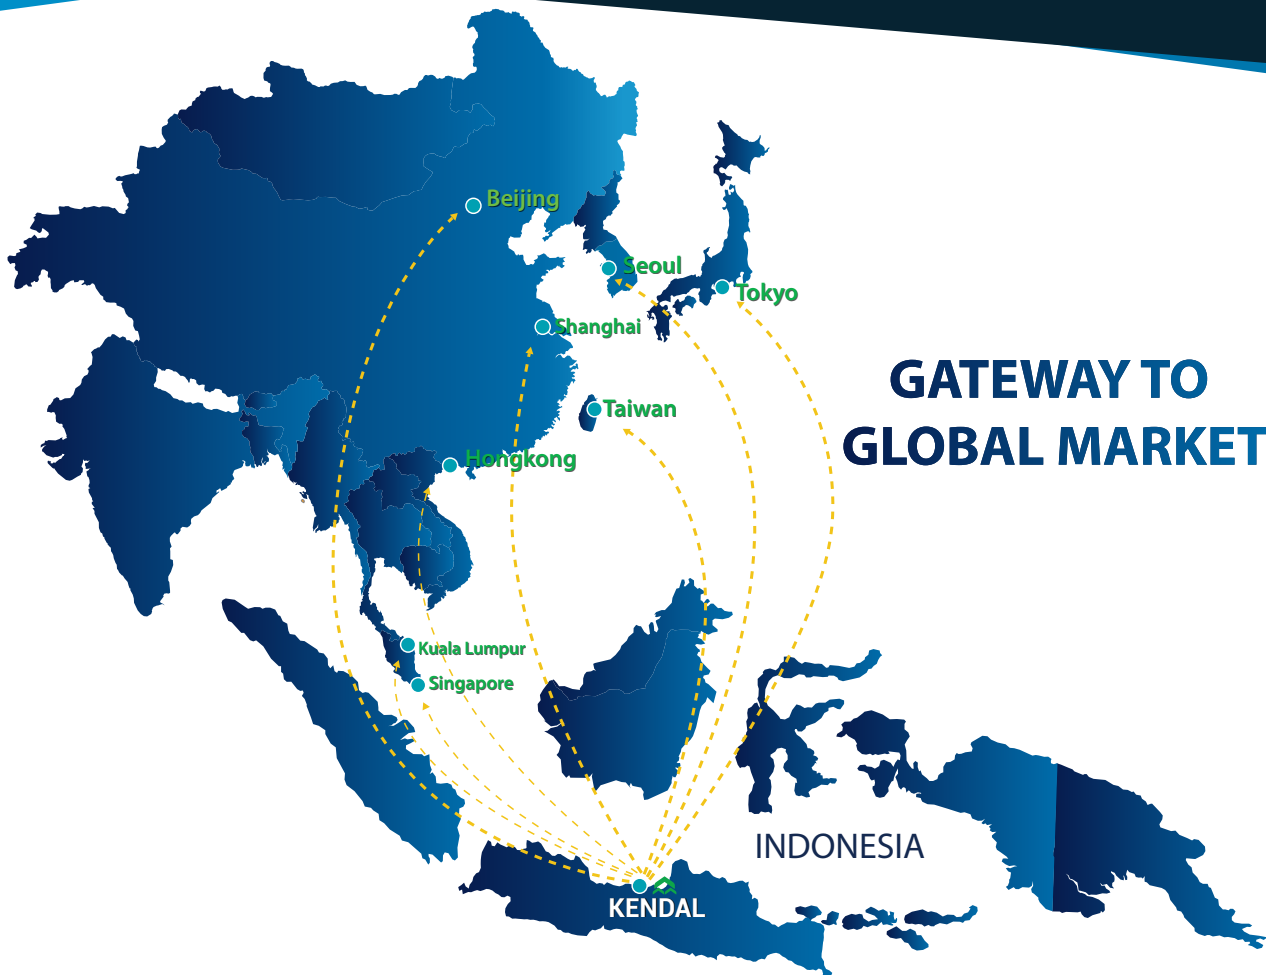 Beijing
Seoul
Tokyo
Shanghai
GATEWAY TO
GLOBAL MARKET
Taiwan
Hongkong
Kuala Lumpur
Singapore
INDONESIA
KENDAL